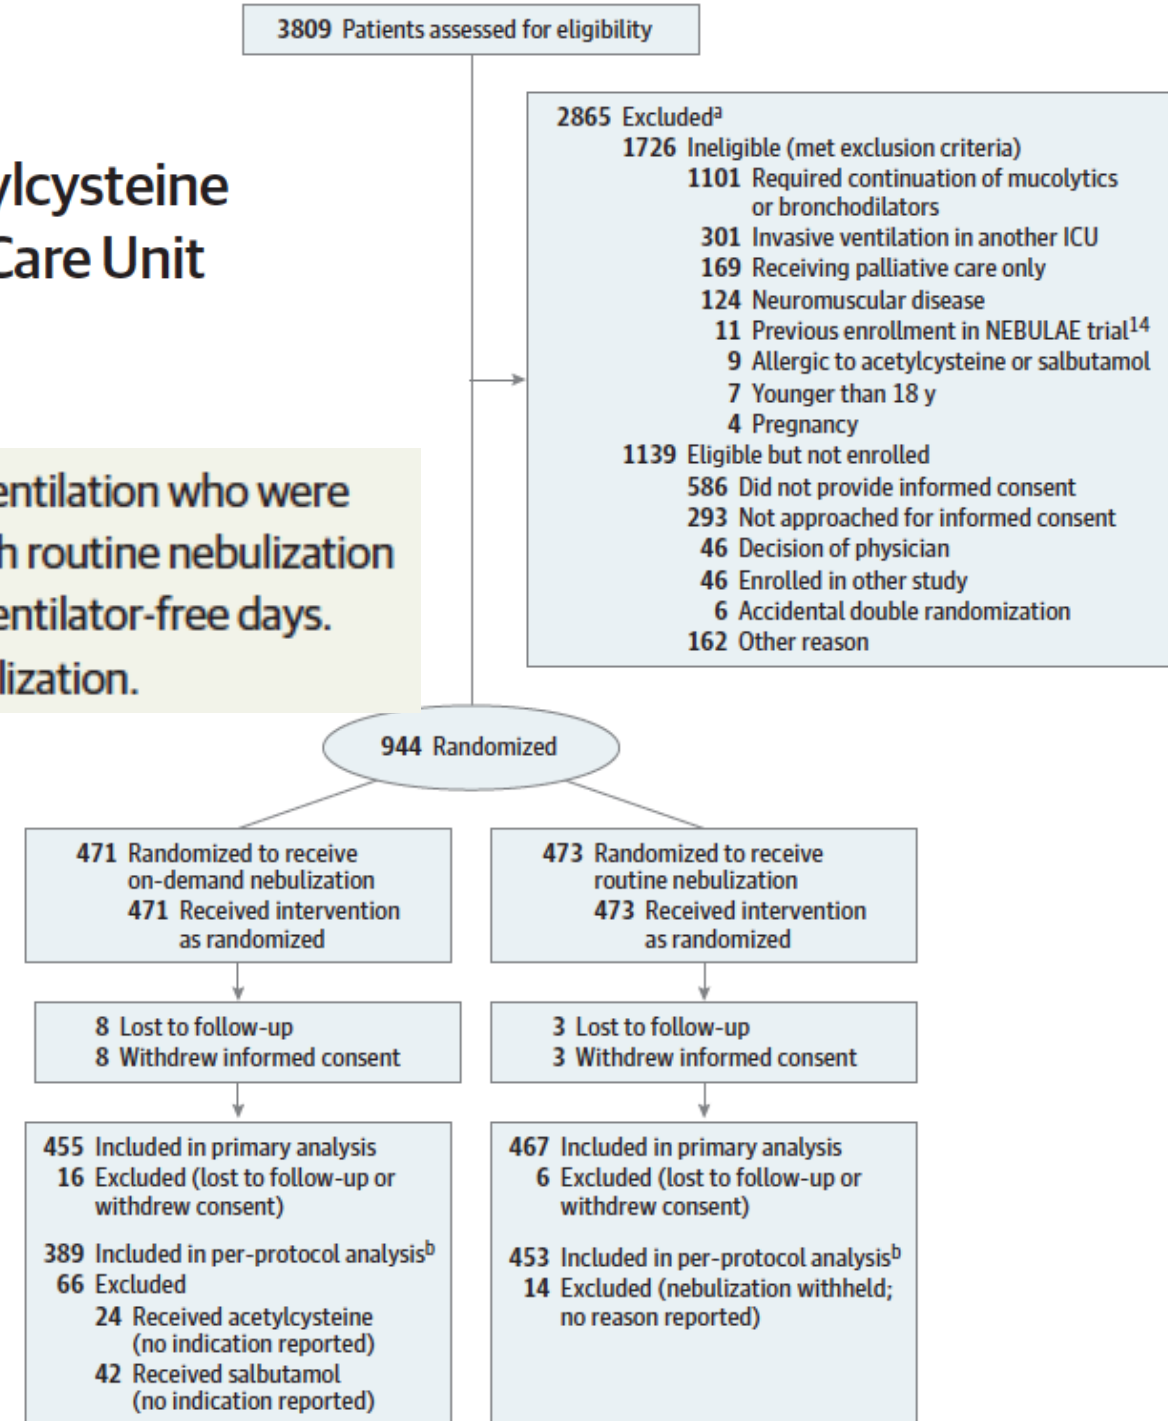 3809 Patients assessed for eligibility
2865 Excludedᵃ
1726 Ineligible (met exclusion criteria)
1101 Required continuation of mucolytics
or bronchodilators
301 Invasive ventilation in another ICU
169 Receiving palliative care only
124 Neuromuscular disease
11 Previous enrollment in NEBULAE trial¹⁴
9 Allergic to acetylcysteine or salbutamol
7 Younger than 18 y
4 Pregnancy
1139 Eligible but not enrolled
586 Did not provide informed consent
293 Not approached for informed consent
46 Decision of physician
46 Enrolled in other study
6 Accidental double randomization
162 Other reason
ylcysteine
Care Unit
entilation who were
h routine nebulization
entilator-free days.
lization.
944 Randomized
471 Randomized to receive
on-demand nebulization
471 Received intervention
as randomized
473 Randomized to receive
routine nebulization
473 Received intervention
as randomized
8 Lost to follow-up
8 Withdrew informed consent
3 Lost to follow-up
3 Withdrew informed consent
455 Included in primary analysis
16 Excluded (lost to follow-up or
withdrew consent)
389 Included in per-protocol analysisᵇ
66 Excluded
24 Received acetylcysteine
(no indication reported)
42 Received salbutamol
(no indication reported)
467 Included in primary analysis
6 Excluded (lost to follow-up or
withdrew consent)
453 Included in per-protocol analysisᵇ
14 Excluded (nebulization withheld;
no reason reported)